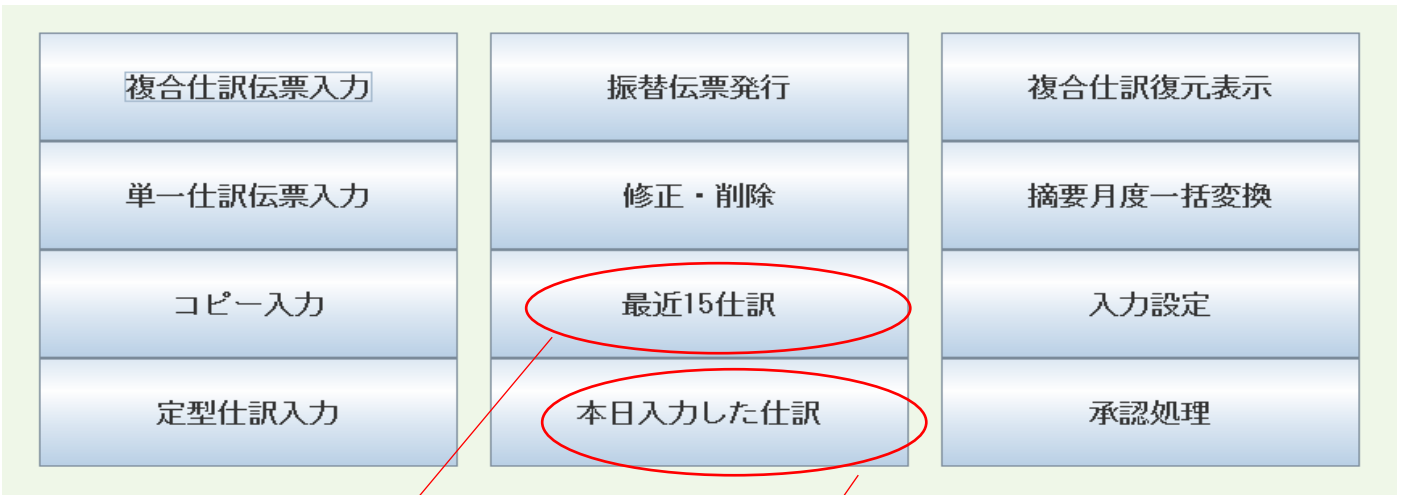 複合仕訳伝票入力
振替伝票発行
複合仕訳復元表示
単一仕訳伝票入力
修正・削除
摘要月度一括変換
コピー入力
最近15仕訳
入力設定
定型仕訳入力
本日入力した仕訳
承認処理